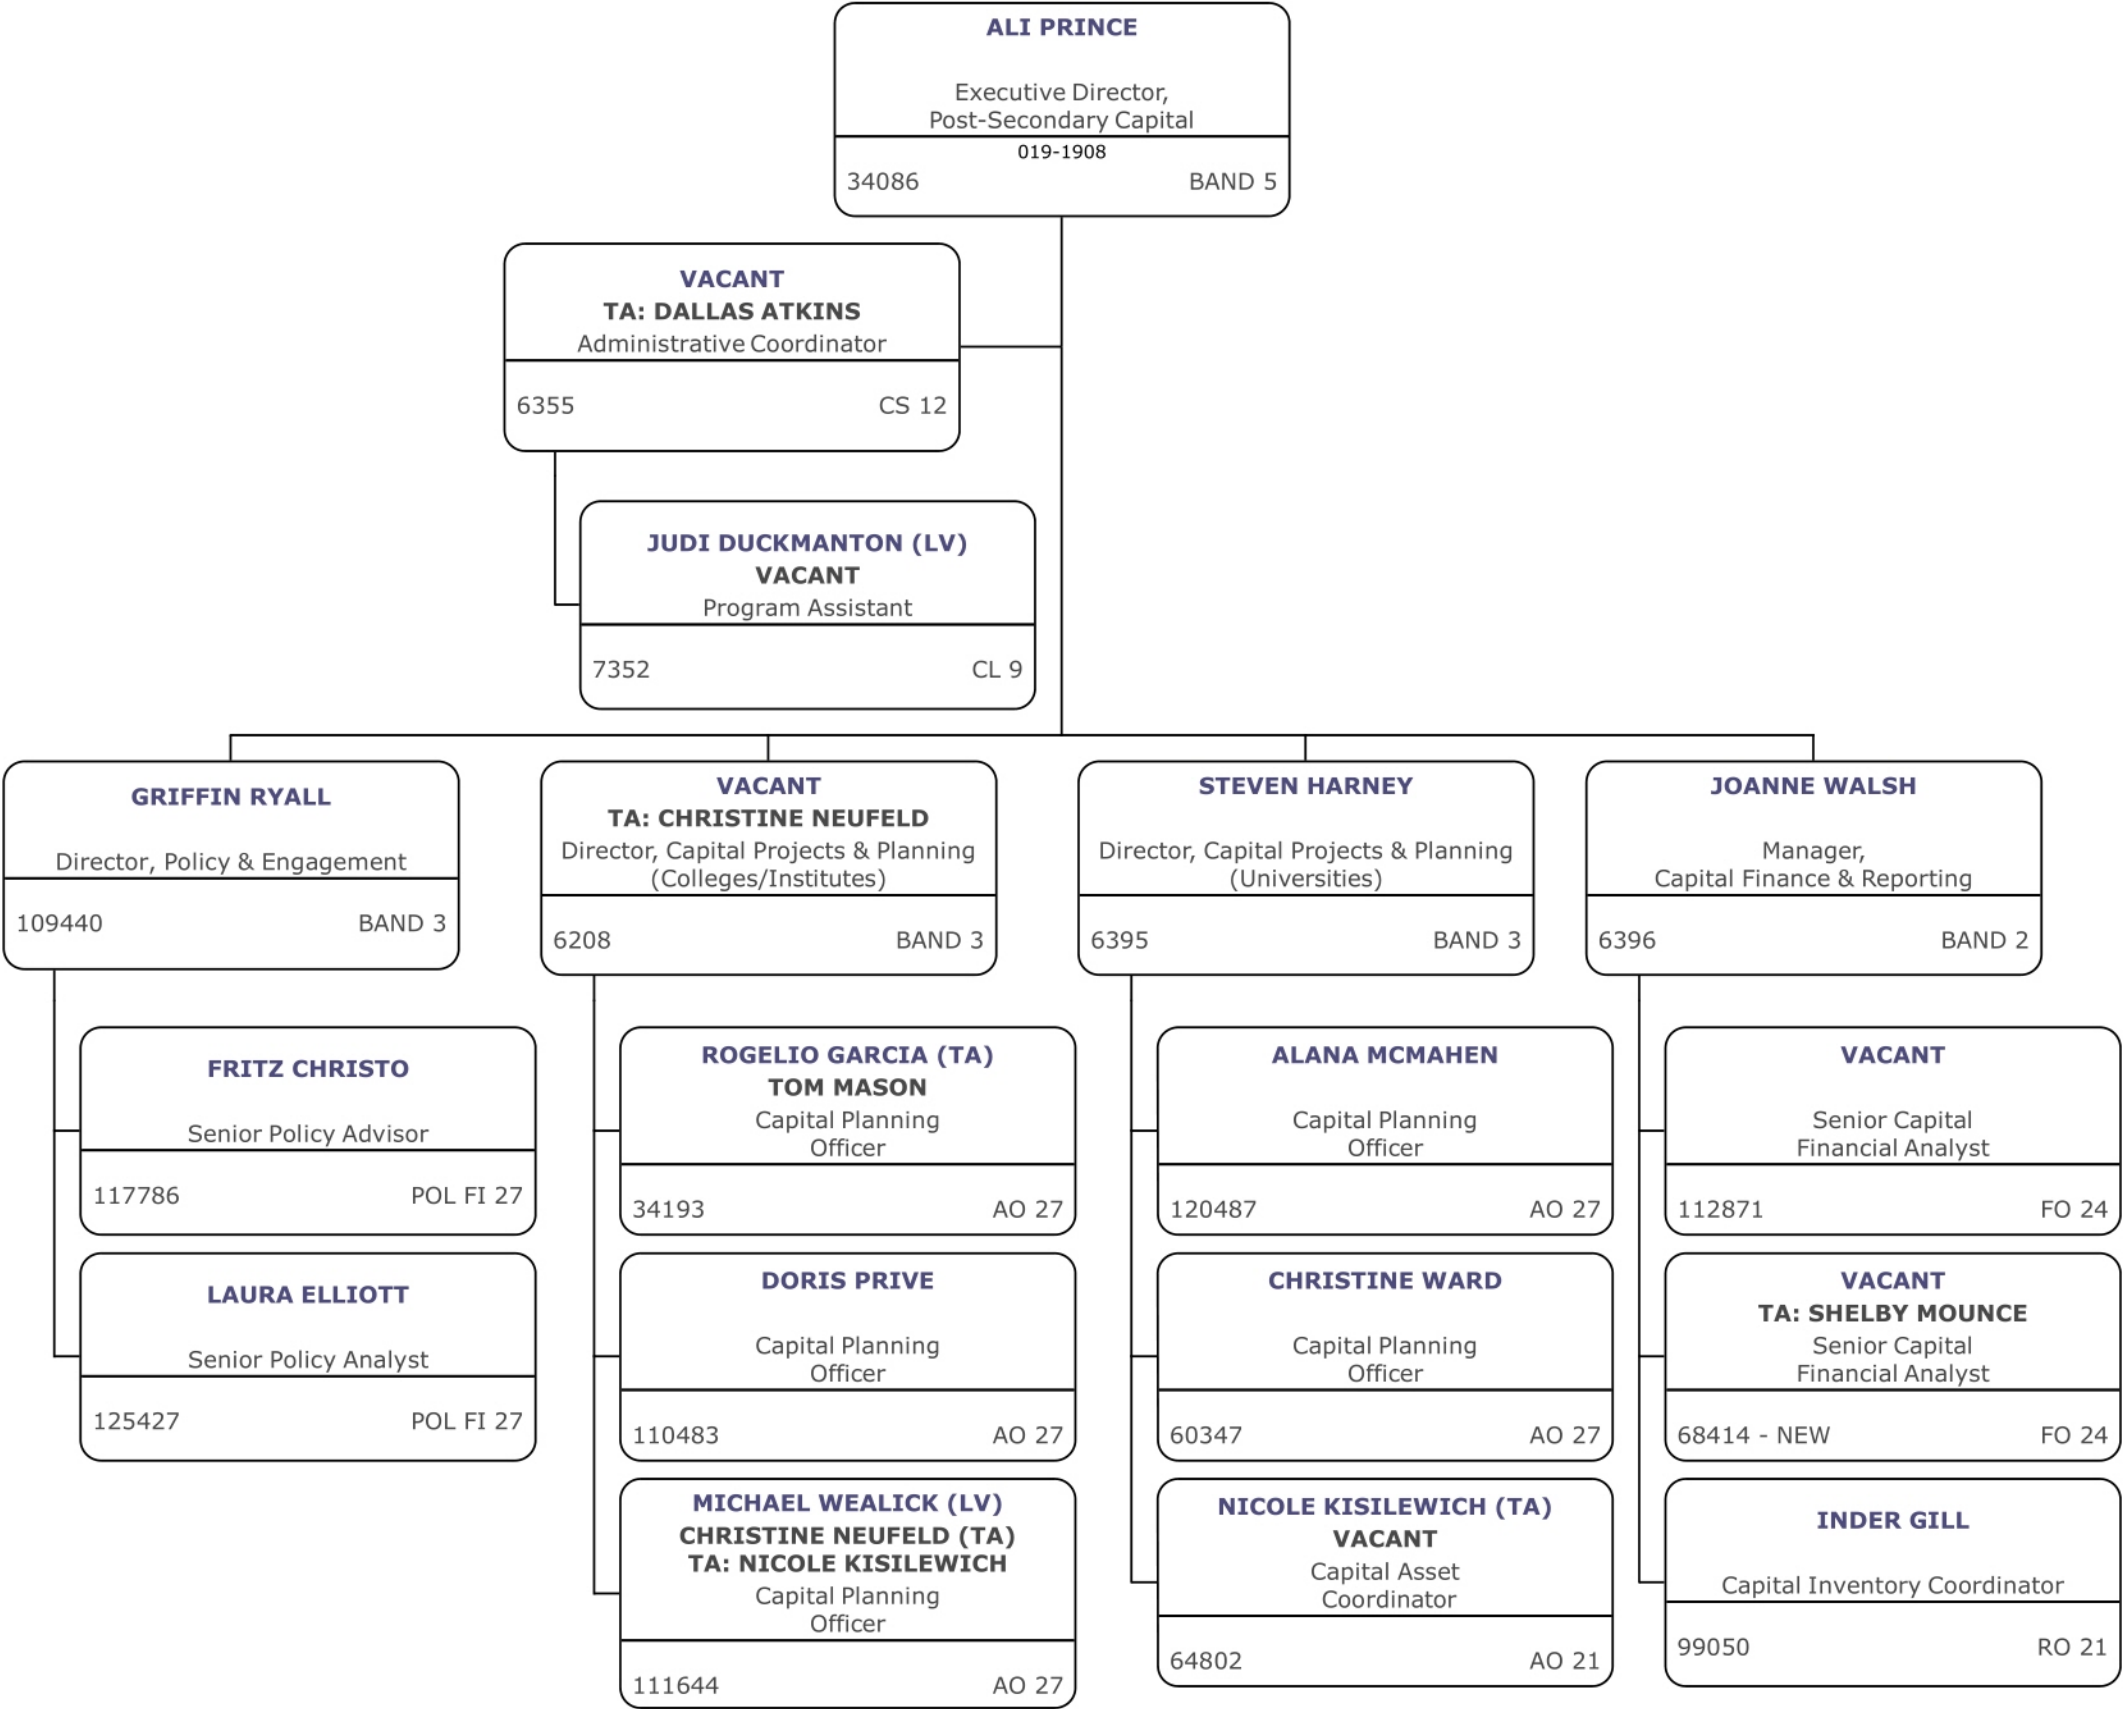 ALI PRINCE
Executive Director,
Post-Secondary Capital
019-1908
34086 BAND 5
VACANT
TA: DALLAS ATKINS
Administrative Coordinator
6355 CS 12
JUDI DUCKMANTON (LV)
VACANT
Program Assistant
7352 CL 9
GRIFFIN RYALL
Director, Policy & Engagement
109440 BAND 3
FRITZ CHRISTO
Senior Policy Advisor
117786 POL FI 27
LAURA ELLIOTT
Senior Policy Analyst
125427 POL FI 27
VACANT
TA: CHRISTINE NEUFELD
Director, Capital Projects & Planning
(Colleges/Institutes)
6208 BAND 3
ROGELIO GARCIA (TA)
TOM MASON
Capital Planning
Officer
34193 AO 27
DORIS PRIVE
Capital Planning
Officer
110483 AO 27
MICHAEL WEALICK (LV)
CHRISTINE NEUFELD (TA)
TA: NICOLE KISILEWICH
Capital Planning
Officer
111644 AO 27
STEVEN HARNEY
Director, Capital Projects & Planning
(Universities)
6395 BAND 3
ALANA MCMAHEN
Capital Planning
Officer
120487 AO 27
CHRISTINE WARD
Capital Planning
Officer
60347 AO 27
NICOLE KISILEWICH (TA)
VACANT
Capital Asset
Coordinator
64802 AO 21
JOANNE WALSH
Manager,
Capital Finance & Reporting
6396 BAND 2
VACANT
Senior Capital
Financial Analyst
112871 FO 24
VACANT
TA: SHELBY MOUNCE
Senior Capital
Financial Analyst
68414 - NEW FO 24
INDER GILL
Capital Inventory Coordinator
99050 RO 21